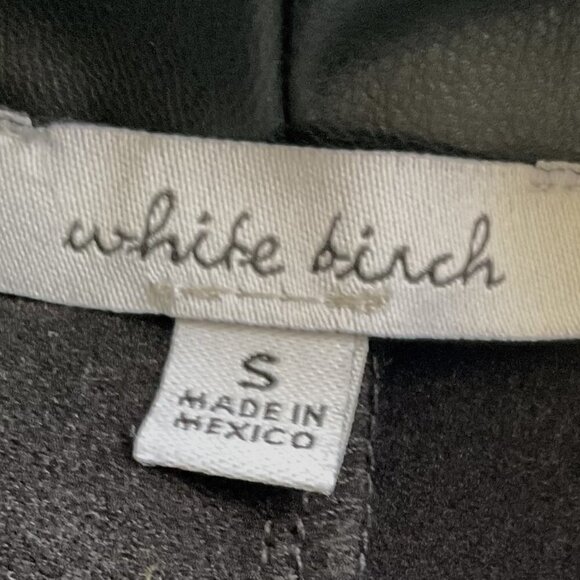 white birch
S
MADE IN
MEXICO